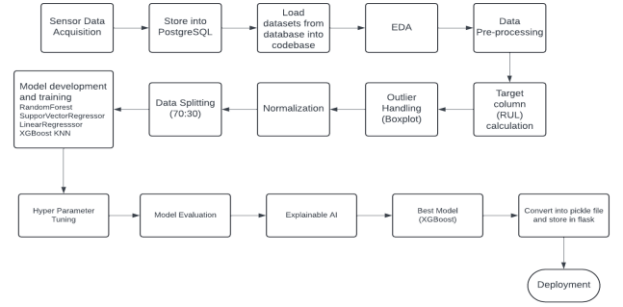 Sensor Data
Acquisition
Store into
PostgreSQL
Load
datasets from
database into
codebase
EDA
Data
Pre-processing
Target
column
(RUL)
calculation
Outlier
Handling
(Boxplot)
Normalization
Data Splitting
(70:30)
Model development
and training
RandomForest
SupporVectorRegressor
LinearRegresssor
XGBoost KNN
Hyper Parameter
Tuning
Model Evaluation
Explainable AI
Best Model
(XGBoost)
Convert into pickle file
and store in flask
Deployment